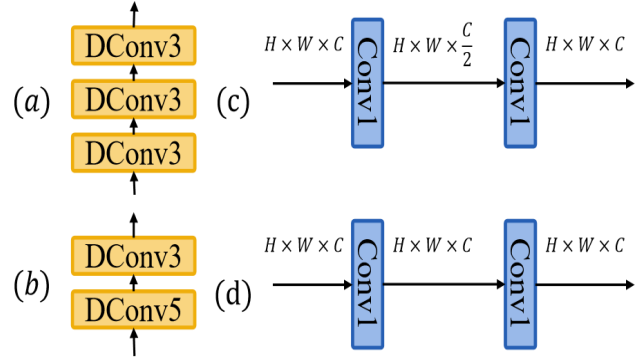 (a)
DConv3
DConv3
DConv3
(c)
H × W × C
Conv1
H × W × C/2
Conv1
H × W × C
(b)
DConv3
DConv5
(d)
H × W × C
Conv1
H × W × C
Conv1
H × W × C